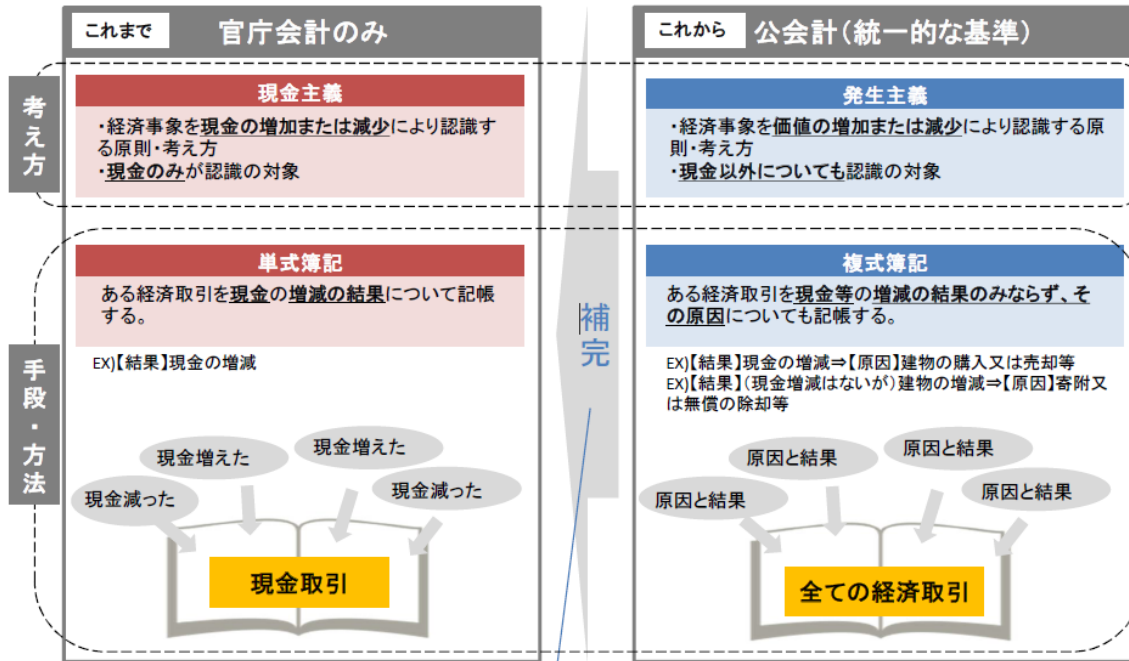 これまで
官庁会計のみ
これから
公会計(統一的な基準)
考え方
現金主義
・経済事象を現金の増加または減少により認識す
る原則・考え方
・現金のみが認識の対象
発生主義
・経済事象を価値の増加または減少により認識する原
則・考え方
・現金以外についても認識の対象
手段・方法
単式簿記
ある経済取引を現金の増減の結果について記帳
する。
EX)【結果】現金の増減
現金減った
現金増えた
現金増えた
現金減った
現金取引
補完
複式簿記
ある経済取引を現金等の増減の結果のみならず、そ
の原因についても記帳する。
EX)【結果】現金の増減⇒【原因】建物の購入又は売却等
EX)【結果】(現金増減はないが)建物の増減⇒【原因】寄附又
は無償の除却等
原因と結果
原因と結果
原因と結果
原因と結果
全ての経済取引